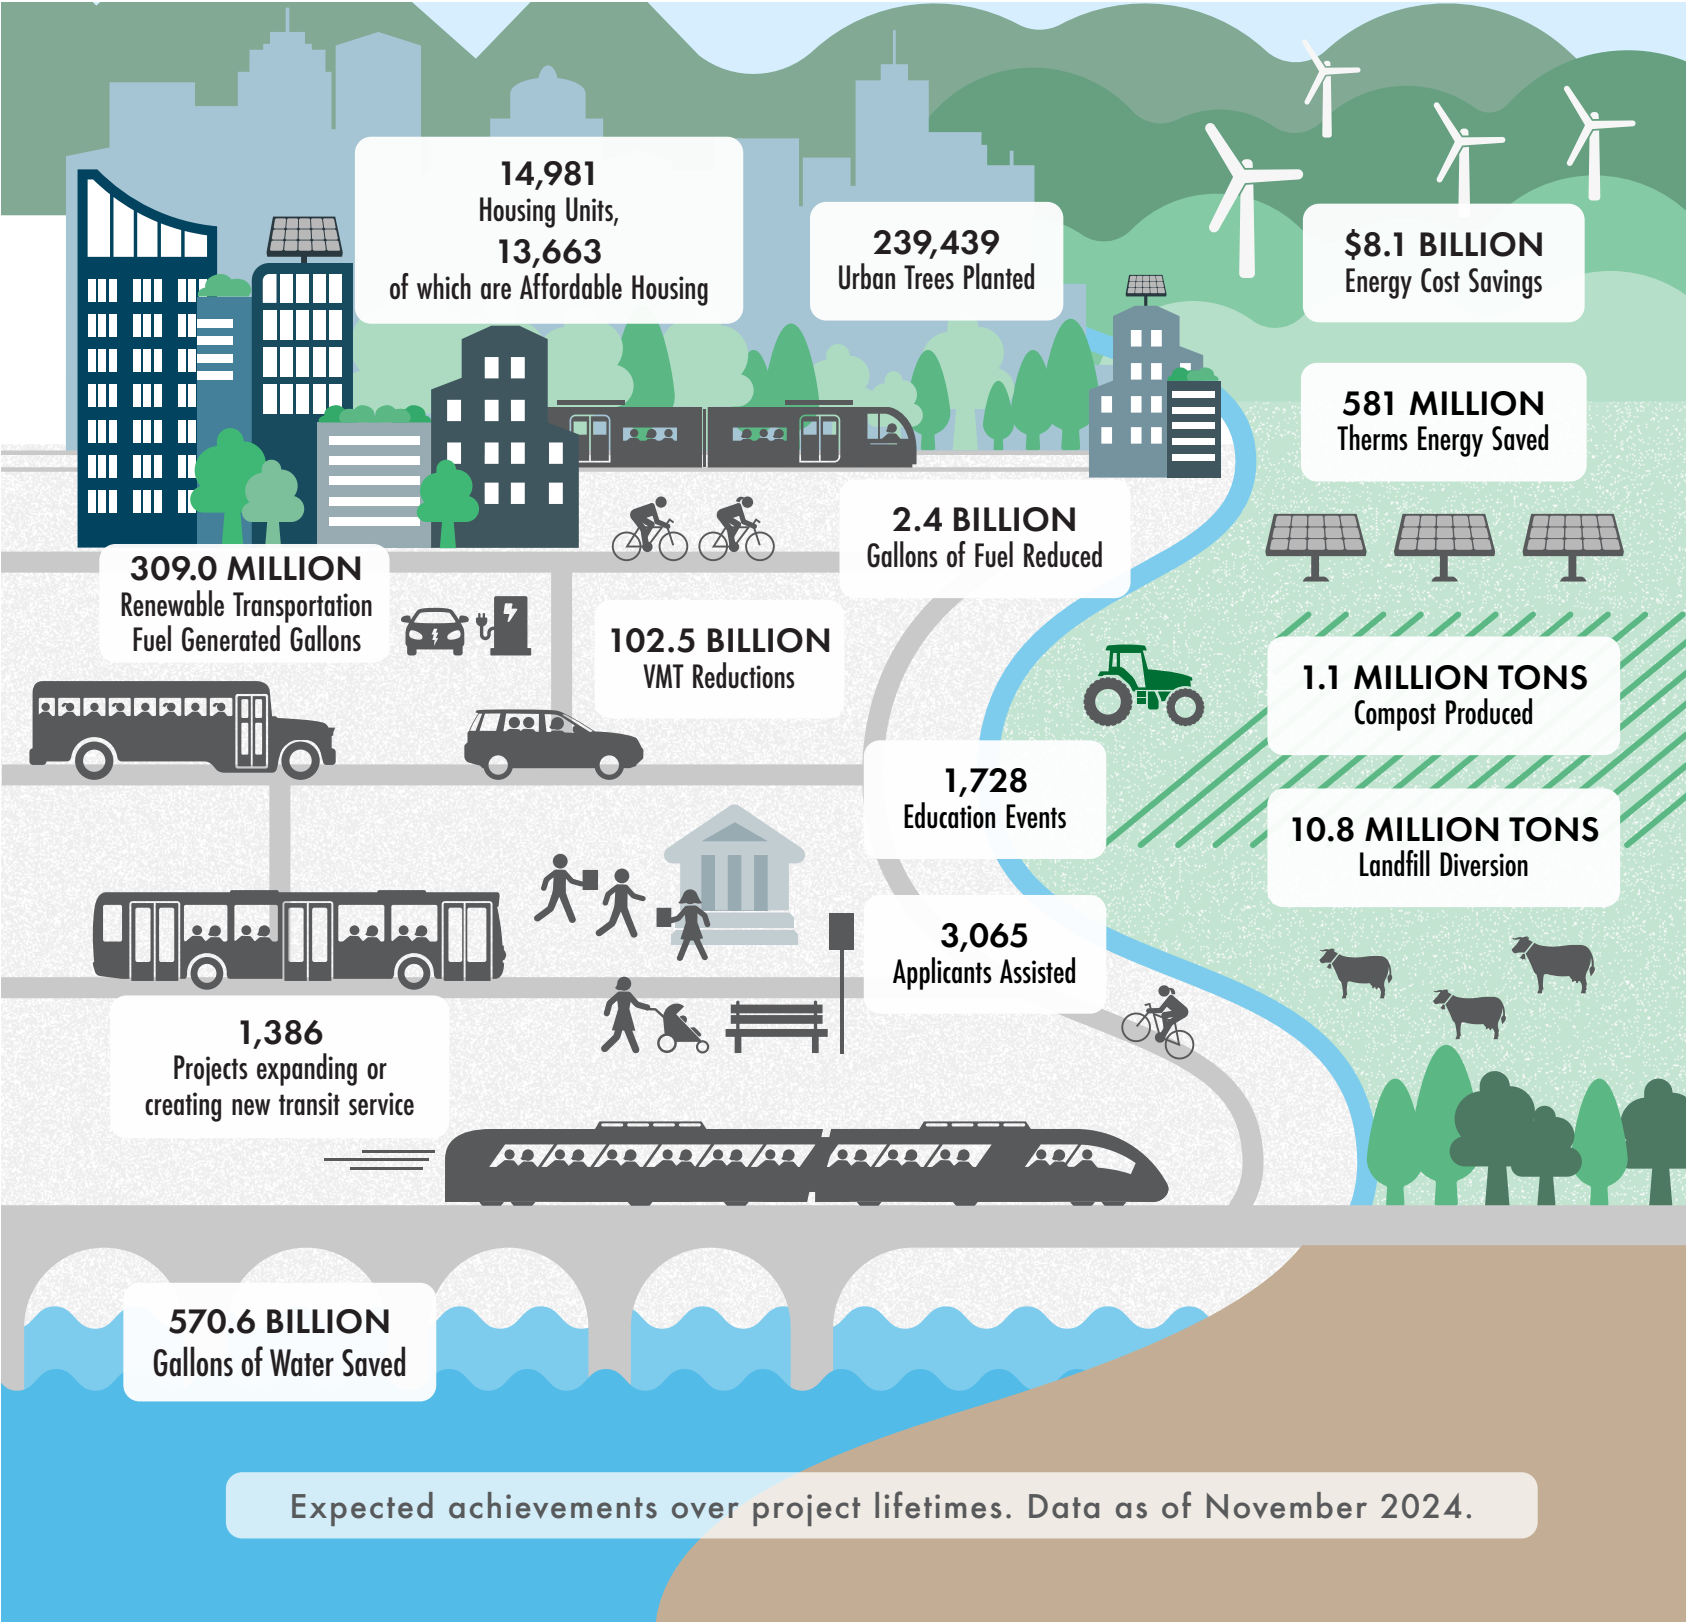 14,981
Housing Units,
13,663
of which are Affordable Housing
239,439
Urban Trees Planted
$8.1 BILLION
Energy Cost Savings
581 MILLION
Therms Energy Saved
2.4 BILLION
Gallons of Fuel Reduced
309.0 MILLION
Renewable Transportation
Fuel Generated Gallons
102.5 BILLION
VMT Reductions
1.1 MILLION TONS
Compost Produced
1,728
Education Events
10.8 MILLION TONS
Landfill Diversion
3,065
Applicants Assisted
1,386
Projects expanding or
creating new transit service
570.6 BILLION
Gallons of Water Saved
Expected achievements over project lifetimes. Data as of November 2024.